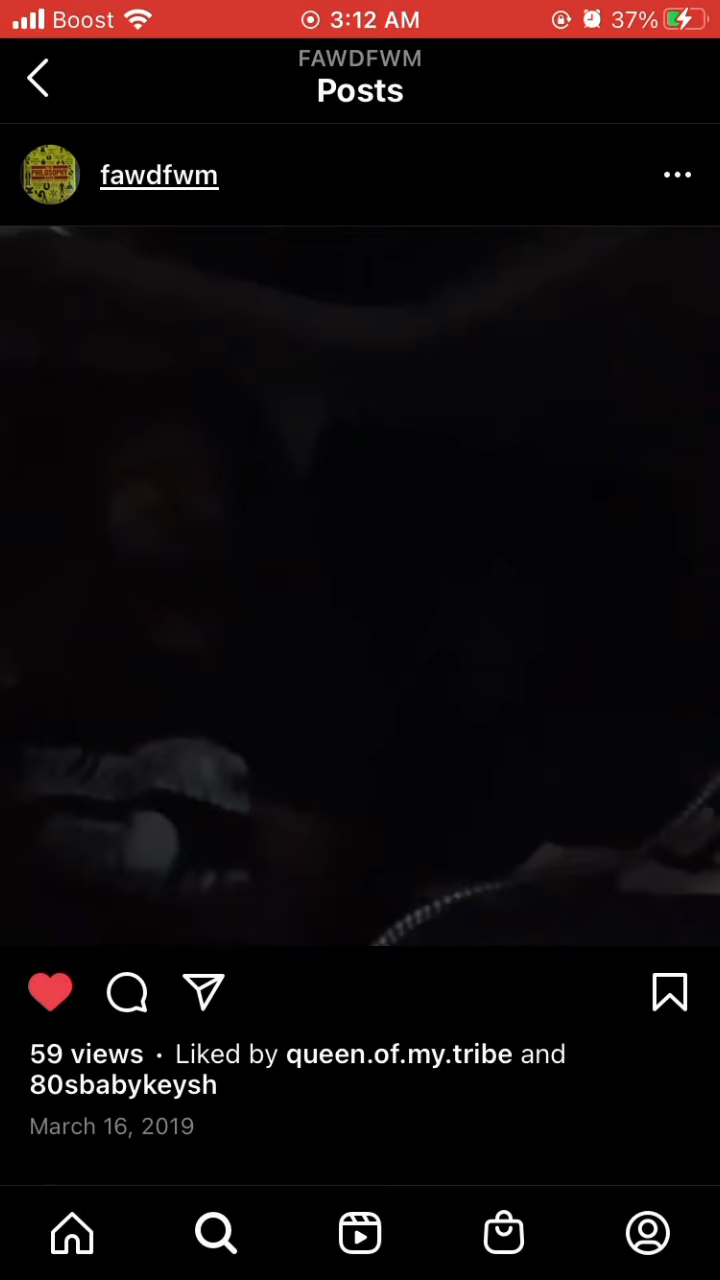 Boost 3:12 AM 37%
FAWDFWM
Posts
PHILOSOPHY
fawdfwm
59 views · Liked by queen.of.my.tribe and
80sbabykeysh
March 16, 2019